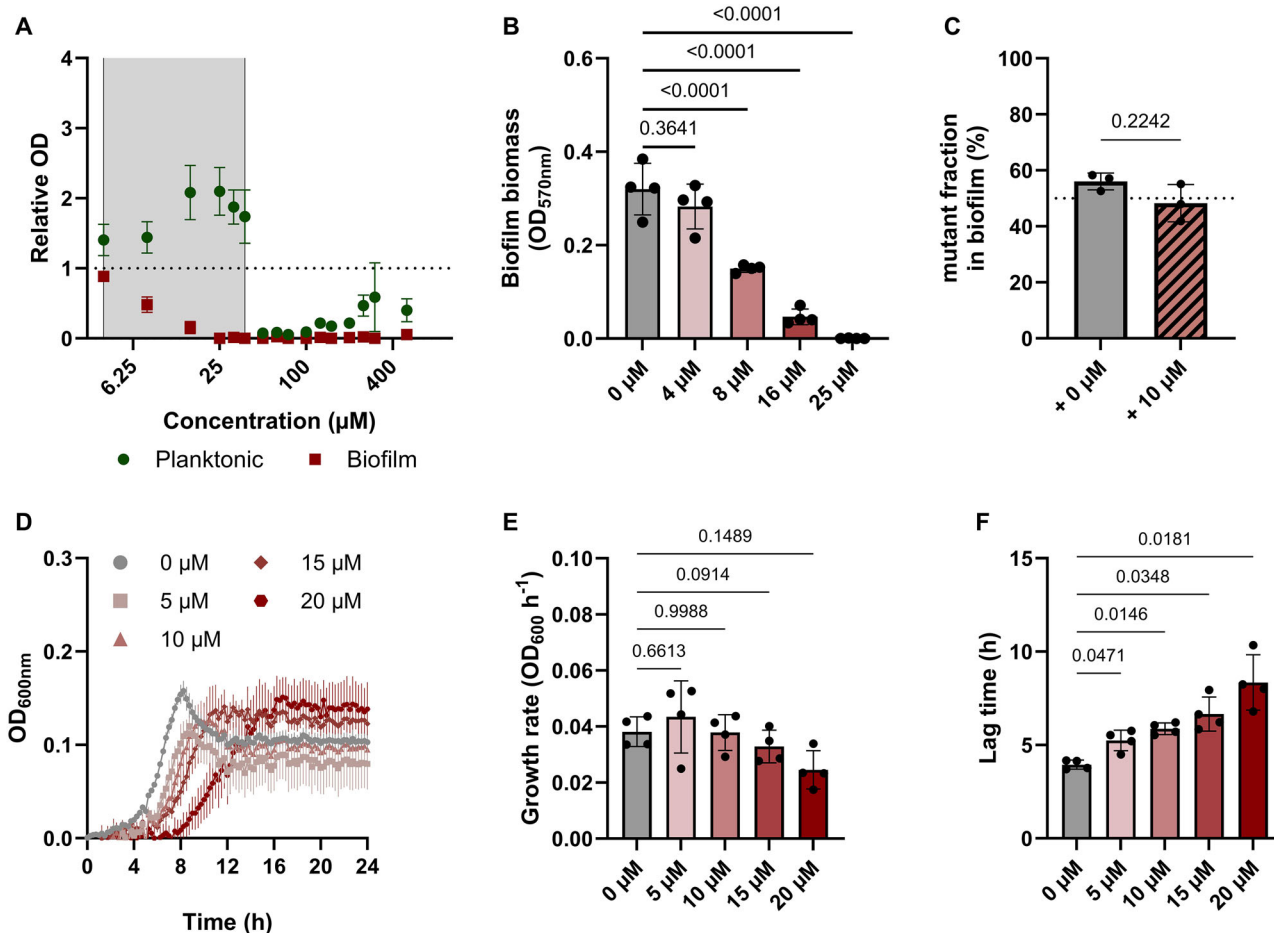 A
Relative OD
4
3
2
1
0
6.25
25
100
400
Concentration (µM)
Planktonic
Biofilm
B
Biofilm biomass
(OD570nm)
0.6
0.4
0.2
0.0
<0.0001
<0.0001
<0.0001
0.3641
0 µM
4 µM
8 µM
16 µM
25 µM
C
mutant fraction
in biofilm (%)
100
80
60
40
20
0
0.2242
+ 0 µM
+ 10 µM
D
OD600nm
0.3
0.2
0.1
0.0
0 µM
5 µM
10 µM
15 µM
20 µM
0
4
8
12
16
20
24
Time (h)
E
Growth rate (OD600 h-1)
0.10
0.08
0.06
0.04
0.02
0.00
0.1489
0.0914
0.9988
0.6613
0 µM
5 µM
10 µM
15 µM
20 µM
F
Lag time (h)
15
10
5
0
0.0181
0.0348
0.0146
0.0471
0 µM
5 µM
10 µM
15 µM
20 µM